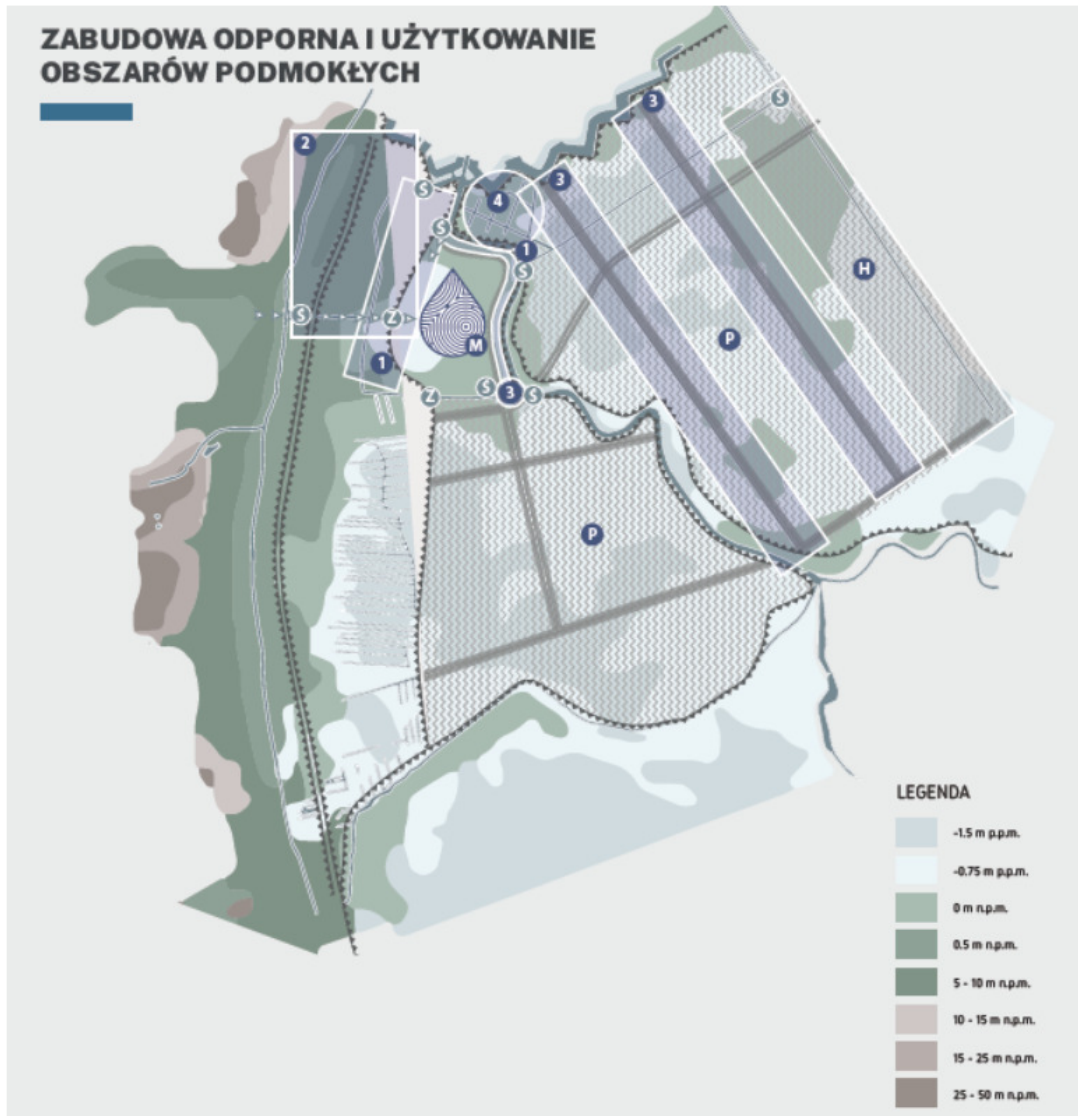 ZABUDOWA ODPORNA I UŻYTKOWANIE
OBSZARÓW PODMOKŁYCH
3
Ś
2
3
4
Ś
Ś
1
Ś
H
Ś
Z
M
P
1
Z
Ś
3
Ś
P
LEGENDA
-1.5 m p.p.m.
-0.75 m p.p.m.
0 m n.p.m.
0.5 m n.p.m.
5 - 10 m n.p.m.
10 - 15 m n.p.m.
15 - 25 m n.p.m.
25 - 50 m n.p.m.